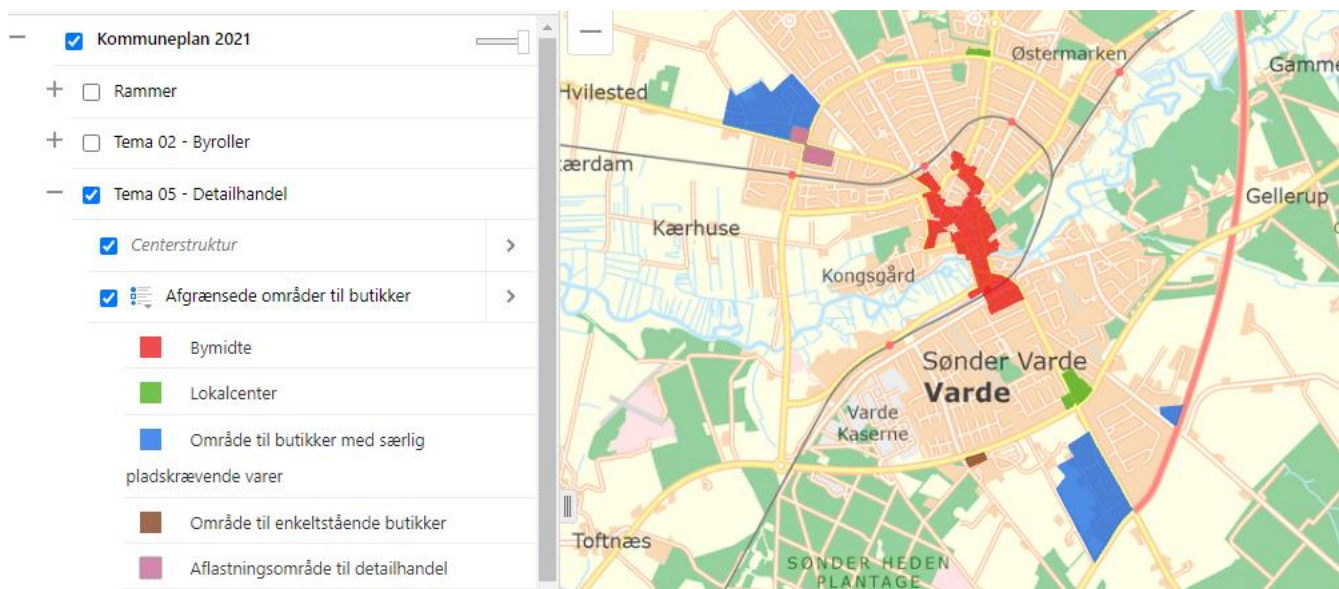 Kommuneplan 2021
Rammer
Tema 02 - Byroller
Tema 05 - Detailhandel
Centerstruktur
Afgrænsede områder til butikker
Bymidte
Lokalcenter
Område til butikker med særlig
pladskrævende varer
Område til enkeltstående butikker
Aflastningsområde til detailhandel
Østermarken
Gamme
Hvilested
ærdam
Gellerup
Kærhuse
Kongsgård
Sønder Varde
Varde
Varde
Kaserne
Toftnæs
SØNDER HEDEN
PLANTAGE